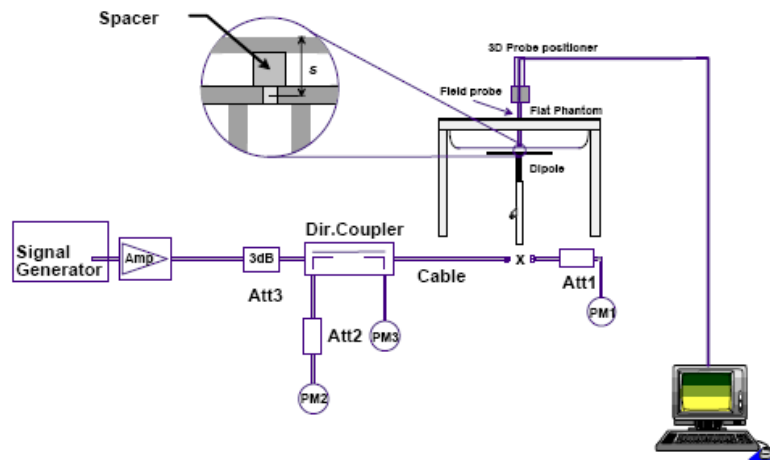 Spacer
s
3D Probe positioner
Field probe
Flat Phantom
Dipole
Signal
Generator
Amp
3dB
Att3
Dir.Coupler
Cable
x
Att1
PM1
Att2
PM3
PM2